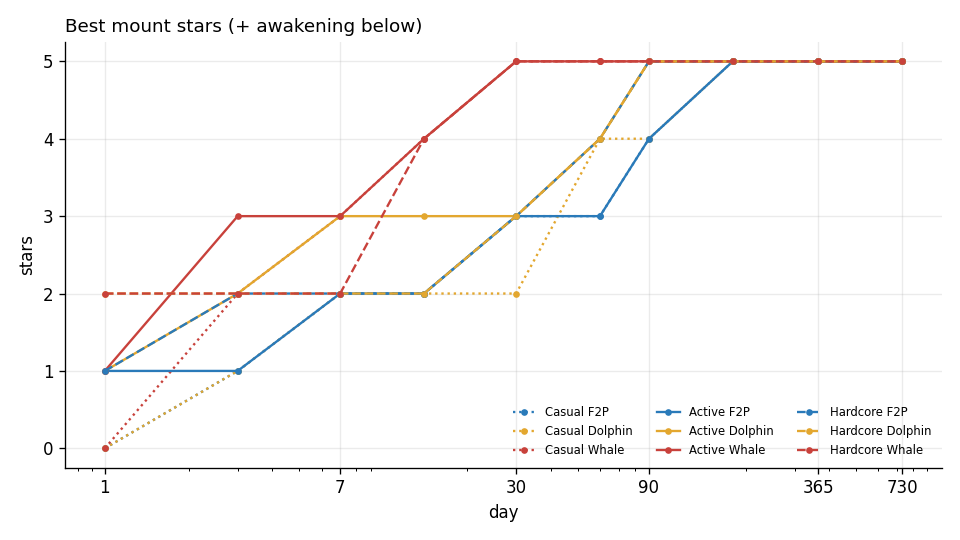 Best mount stars (+ awakening below)
stars
5
4
3
2
1
0
Casual F2P
Casual Dolphin
Casual Whale
Active F2P
Active Dolphin
Active Whale
Hardcore F2P
Hardcore Dolphin
Hardcore Whale
1 7 30 90 365 730
day